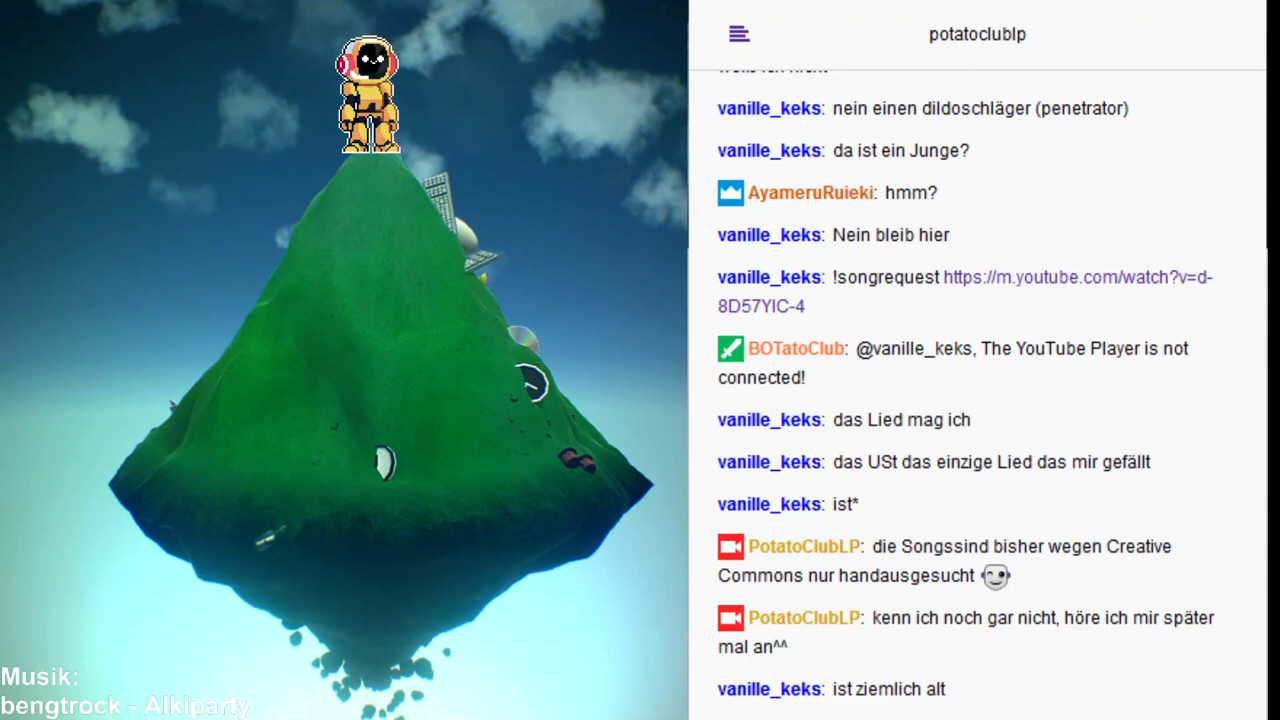 potatoclublp
vanille_keks: nein einen dildoschläger (penetrator)
vanille_keks: da ist ein Junge?
AyameruRuieki: hmm?
vanille_keks: Nein bleib hier
vanille_keks: !songrequest https://m.youtube.com/watch?v=d-
8D57YIC-4
BOTatoClub: @vanille_keks, The YouTube Player is not
connected!
vanille_keks: das Lied mag ich
vanille_keks: das USt das einzige Lied das mir gefällt
vanille_keks: ist*
PotatoClubLP: die Songssind bisher wegen Creative
Commons nur handausgesucht
PotatoClubLP: kenn ich noch gar nicht, höre ich mir später
mal an^^
vanille_keks: ist ziemlich alt
Musik:
bengtrock - Alkiparty